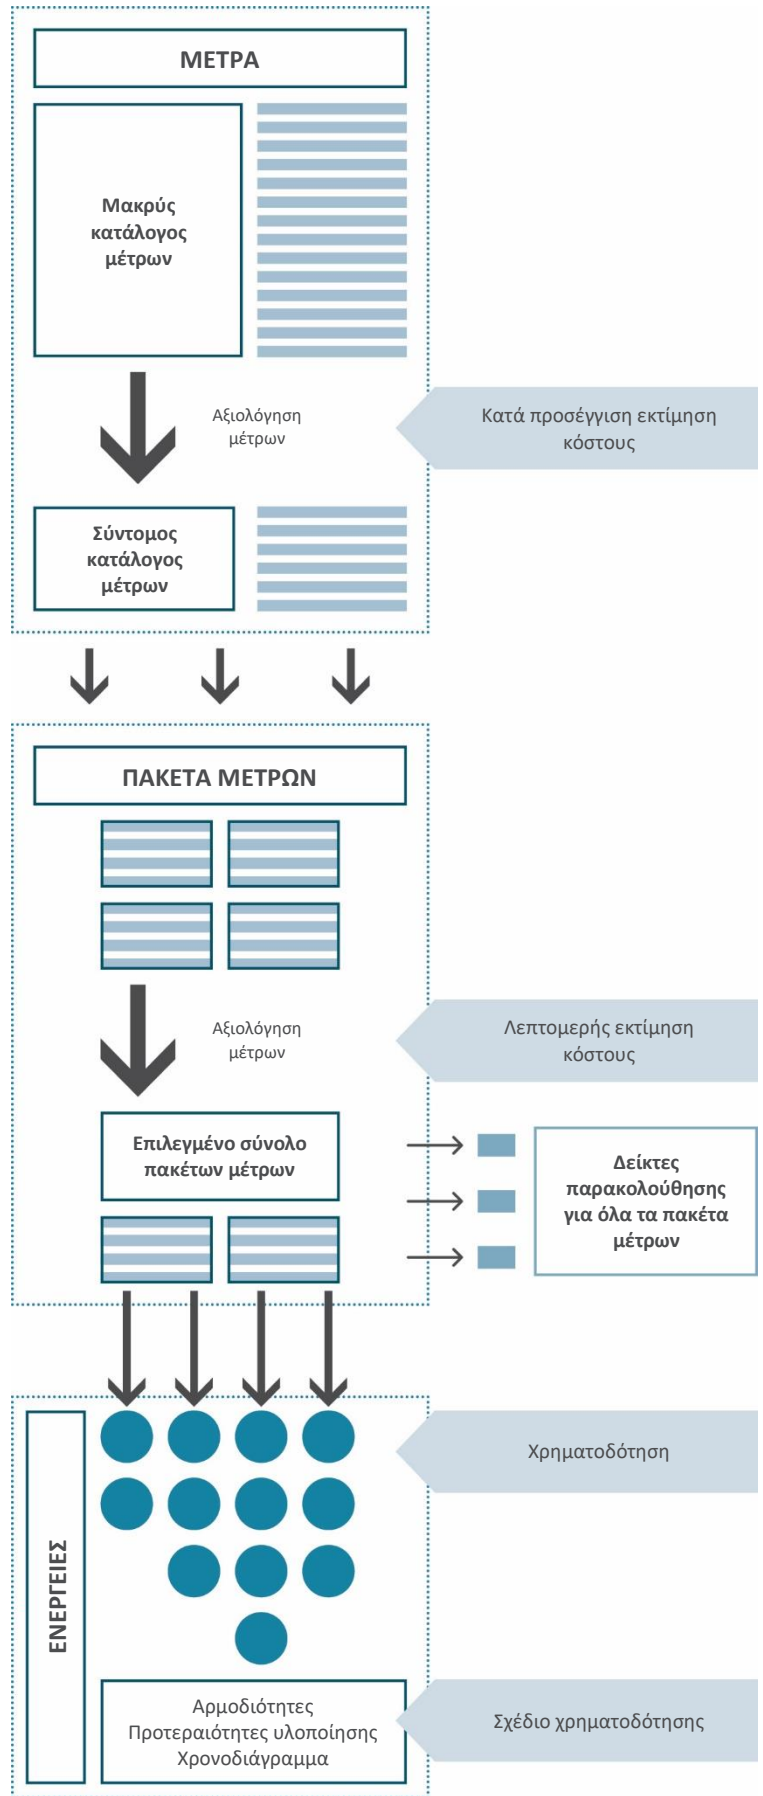 ΜΕΤΡΑ
Μακρύς
κατάλογος
μέτρων
Αξιολόγηση
μέτρων
Κατά προσέγγιση εκτίμηση
κόστους
Σύντομος
κατάλογος
μέτρων
ΠΑΚΕΤΑ ΜΕΤΡΩΝ
Αξιολόγηση
μέτρων
Λεπτομερής εκτίμηση
κόστους
Επιλεγμένο σύνολο
πακέτων μέτρων
Δείκτες
παρακολούθησης
για όλα τα πακέτα
μέτρων
Χρηματοδότηση
ΕΝΕΡΓΕΙΕΣ
Αρμοδιότητες
Προτεραιότητες υλοποίησης
Χρονοδιάγραμμα
Σχέδιο χρηματοδότησης